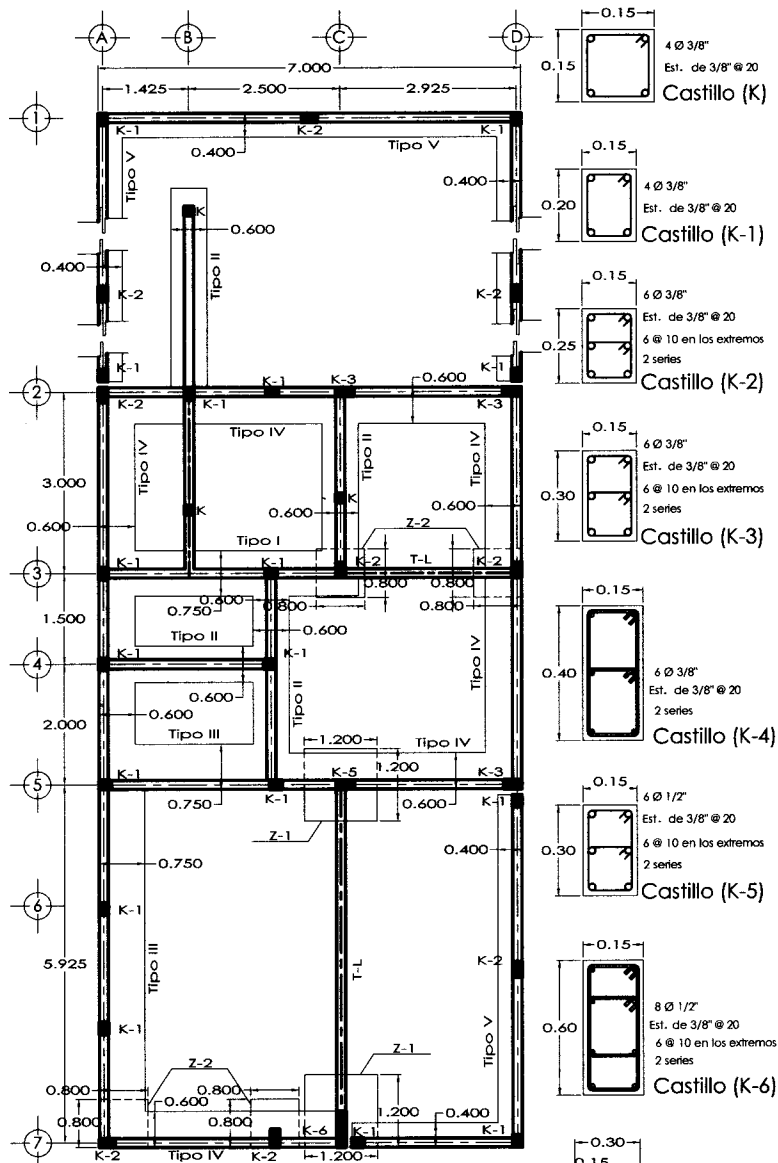 A
B
C
D
7.000
1.425
2.500
2.925
1
K-1
K-2
K-1
0.400
Tipo V
Tipo V
0.400
K
0.600
Tipo II
0.400
K-2
K-2
K-1
K-1
2
K-2
K-1
K-1
K-3
0.600
K-3
Tipo IV
Tipo IV
Tipo II
Tipo IV
3.000
K
0.600
0.600
0.600
Tipo I
Z-2
3
K-1
K-1
K-2
T-L
K-2
0.800
0.800
0.750
0.600
0.800
0.800
1.500
Tipo II
0.600
4
K-1
Tipo IV
0.600
2.000
0.600
Tipo II
Tipo III
1.200
Tipo IV
1.200
5
K-1
K-1
K-5
K-3
0.750
0.600
K-1
Z-1
0.400
0.750
6
K-1
K-2
5.925
Tipo III
T-L
K-1
Tipo V
Z-2
Z-1
0.800
0.800
0.600
1.200
0.400
0.800
0.800
7
K-2
Tipo IV
K-2
K-6
K-1
K-1
1.200
0.15
0.15
4 Ø 3/8"
Est. de 3/8" @ 20
Castillo (K)
0.15
0.20
4 Ø 3/8"
Est. de 3/8" @ 20
Castillo (K-1)
0.15
0.25
6 Ø 3/8"
Est. de 3/8" @ 20
6 @ 10 en los extremos
2 series
Castillo (K-2)
0.15
0.30
6 Ø 3/8"
Est. de 3/8" @ 20
6 @ 10 en los extremos
2 series
Castillo (K-3)
0.15
0.40
6 Ø 3/8"
Est. de 3/8" @ 20
2 series
Castillo (K-4)
0.15
0.30
6 Ø 1/2"
Est. de 3/8" @ 20
6 @ 10 en los extremos
2 series
Castillo (K-5)
0.15
0.60
8 Ø 1/2"
Est. de 3/8" @ 20
6 @ 10 en los extremos
2 series
Castillo (K-6)
0.30
0.15